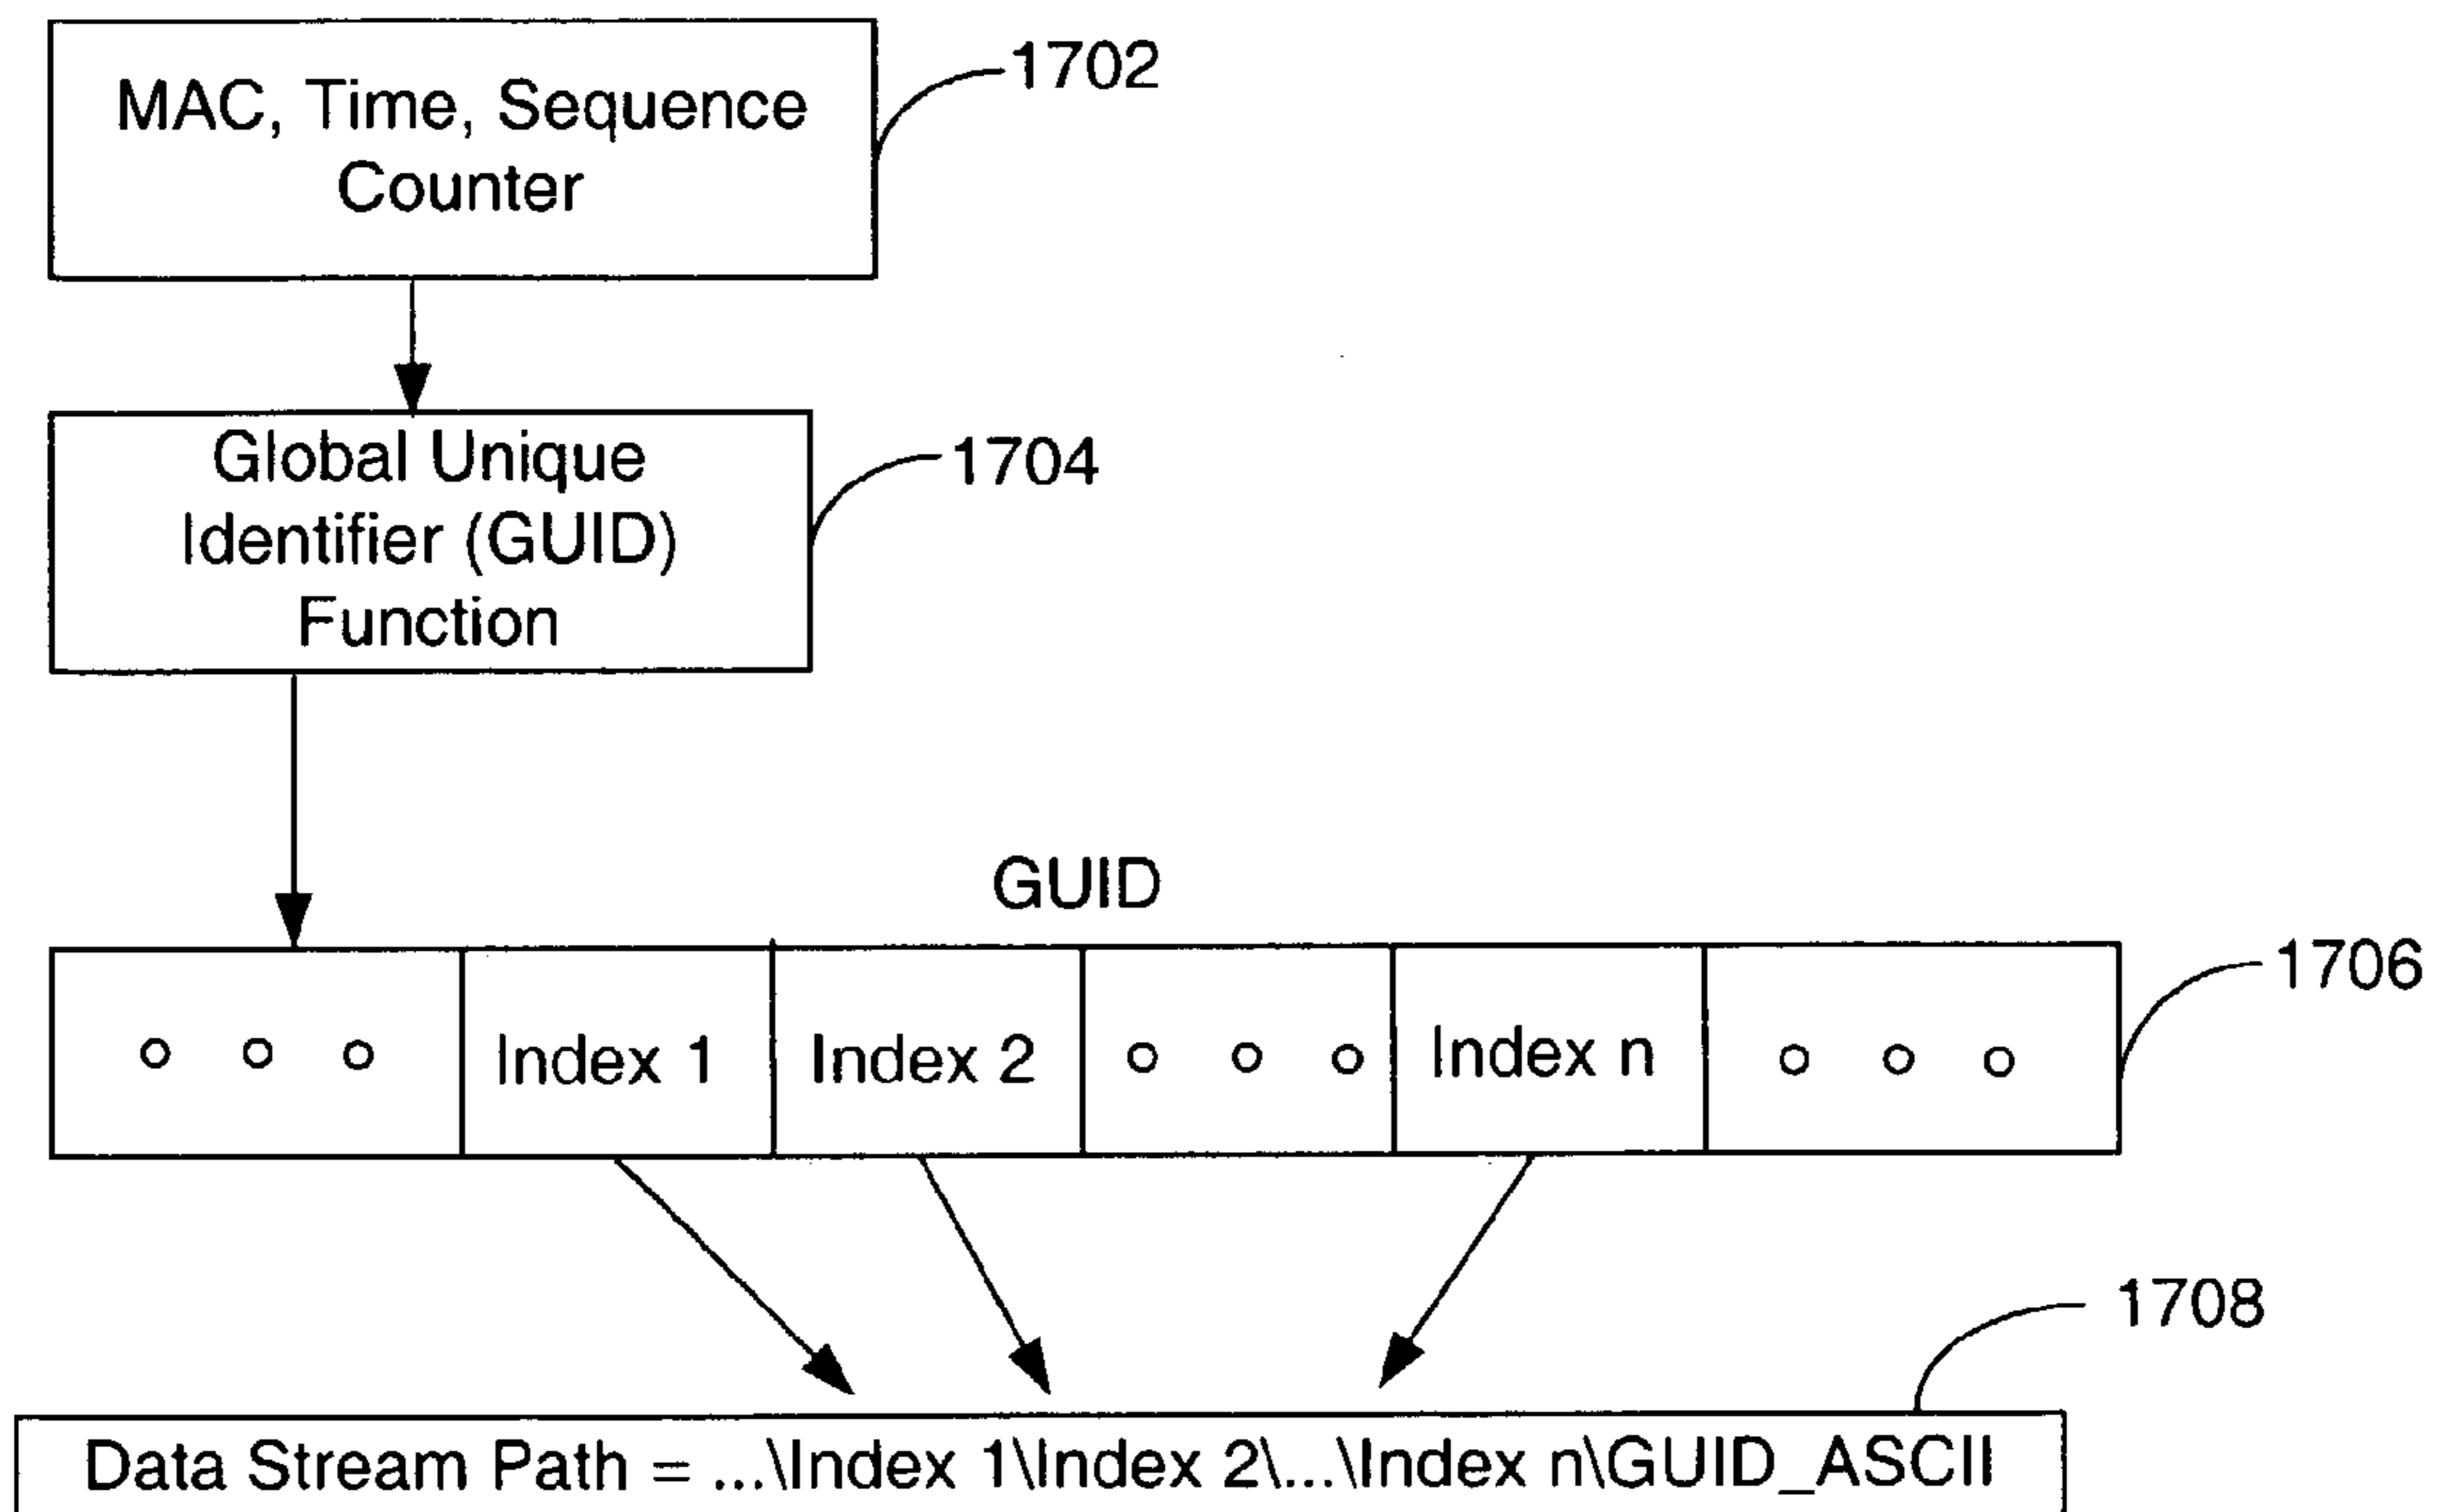 MAC, Time, Sequence
Counter
1702
Global Unique
Identifier (GUID)
Function
1704
GUID
Index 1
Index 2
Index n
1706
1708
Data Stream Path = ...\Index 1\Index 2\...\Index n\GUID_ASCII